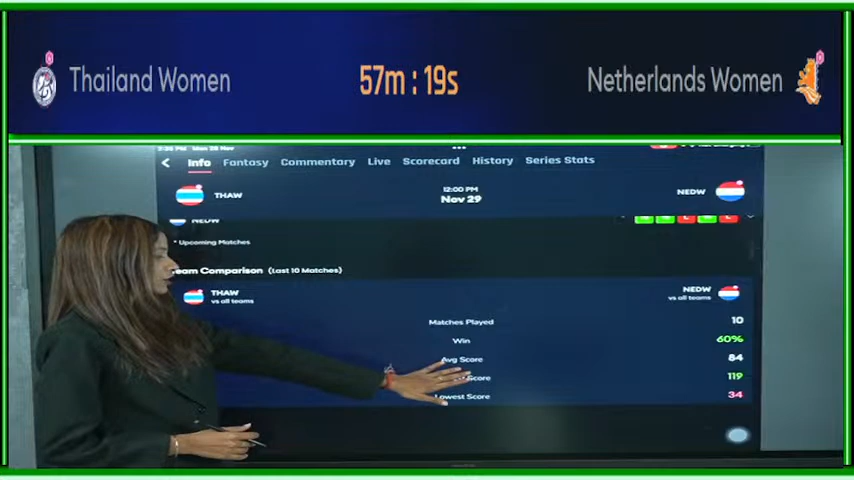 Thailand Women
57m : 19s
Netherlands Women
Info Fantasy Commentary Live Scorecard History Series Stats
THAW
12:00 PM
Nov 29
NEDW
NEDW
* Upcoming Matches
eam Comparison (Last 10 Matches)
THAW
vs all teams
NEDW
vs all teams
Matches Played 10
Win 60%
Avg Score 84
Score 119
Lowest Score 34